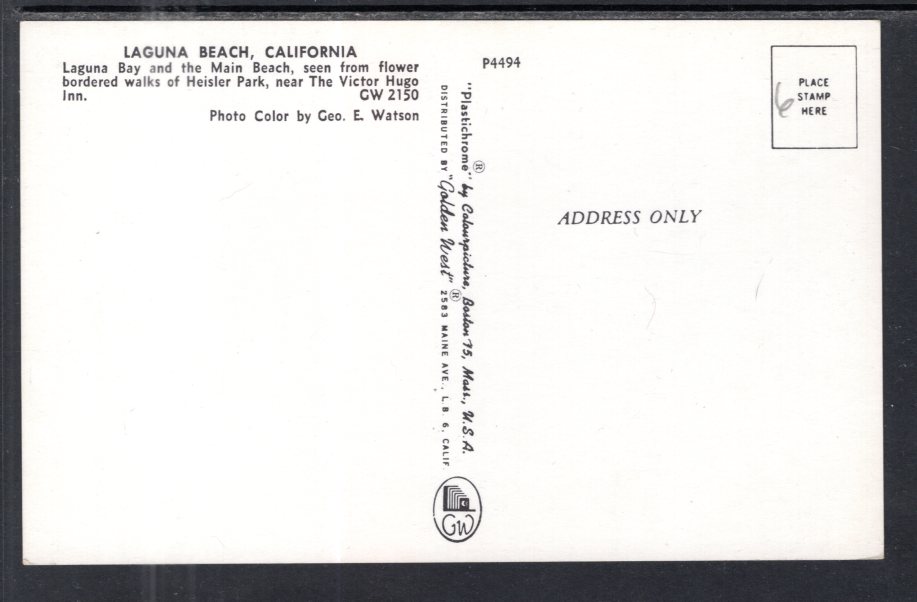 LAGUNA BEACH, CALIFORNIA
Laguna Bay and the Main Beach, seen from flower
bordered walks of Heisler Park, near The Victor Hugo
Inn. GW 2150
Photo Color by Geo. E. Watson
P4494
"Plastichrome"® by Colourpicture, Boston 15, Mass., U.S.A.
DISTRIBUTED BY "Golden West"® 2583 MAINE AVE., L.B. 6, CALIF
GW
PLACE
STAMP
HERE
6
ADDRESS ONLY